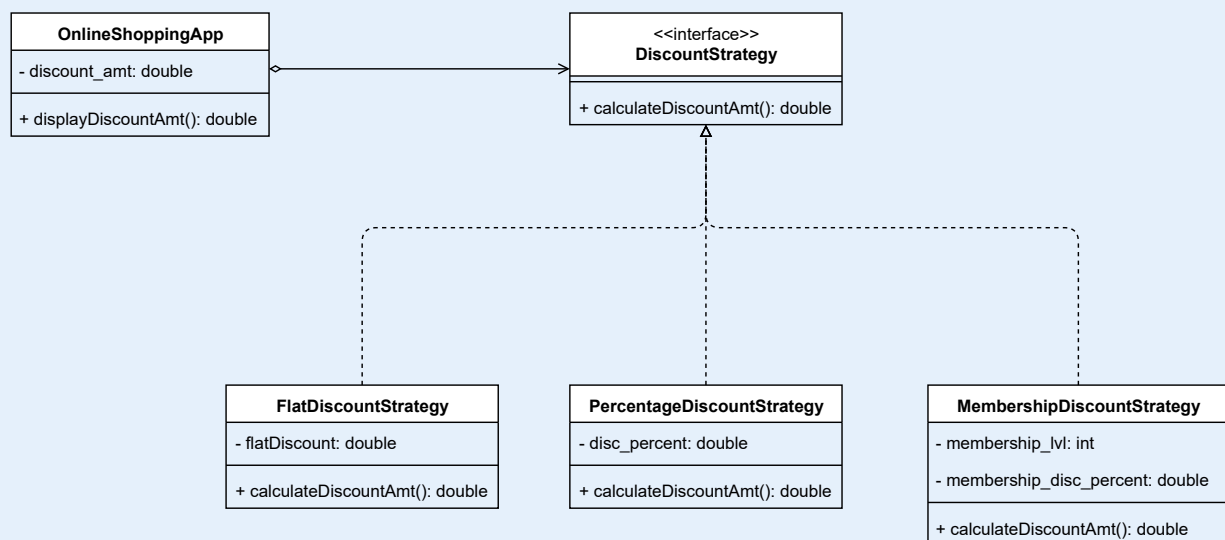 OnlineShoppingApp
- discount_amt: double
+ displayDiscountAmt(): double
<<interface>>
DiscountStrategy
+ calculateDiscountAmt(): double
FlatDiscountStrategy
- flatDiscount: double
+ calculateDiscountAmt(): double
PercentageDiscountStrategy
- disc_percent: double
+ calculateDiscountAmt(): double
MembershipDiscountStrategy
- membership_lvl: int
- membership_disc_percent: double
+ calculateDiscountAmt(): double